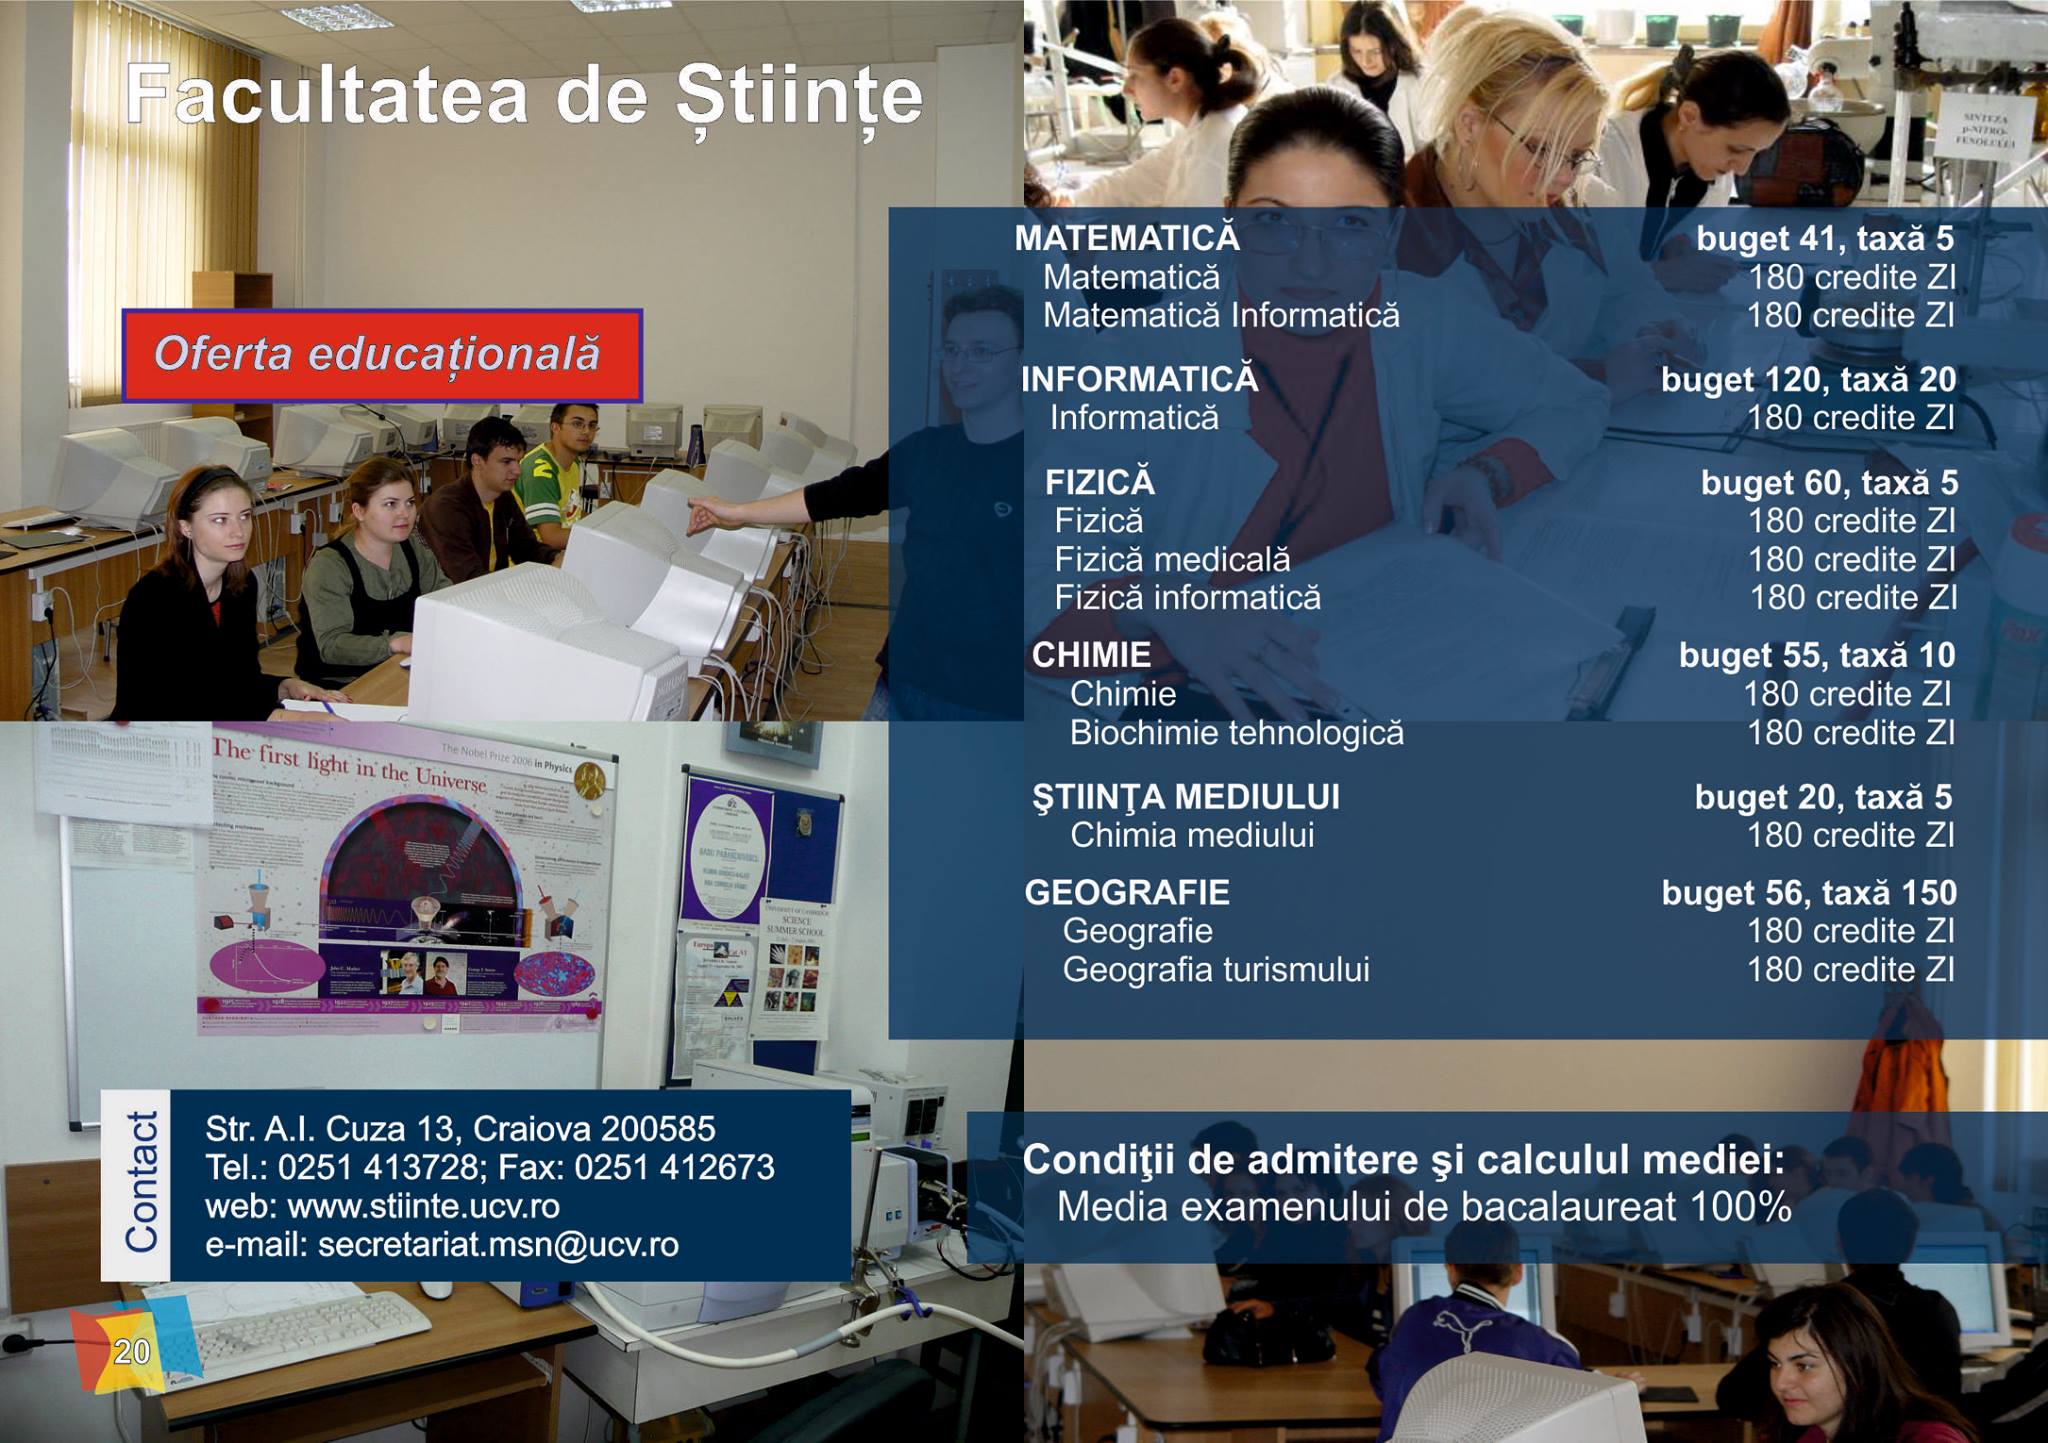 Facultatea de Științe
Oferta educațională
MATEMATICĂ buget 41, taxă 5
Matematică 180 credite ZI
Matematică Informatică 180 credite ZI
INFORMATICĂ buget 120, taxă 20
Informatică 180 credite ZI
FIZICĂ buget 60, taxă 5
Fizică 180 credite ZI
Fizică medicală 180 credite ZI
Fizică informatică 180 credite ZI
CHIMIE buget 55, taxă 10
Chimie 180 credite ZI
Biochimie tehnologică 180 credite ZI
ŞTIINŢA MEDIULUI buget 20, taxă 5
Chimia mediului 180 credite ZI
GEOGRAFIE buget 56, taxă 150
Geografie 180 credite ZI
Geografia turismului 180 credite ZI
Condiţii de admitere şi calculul mediei:
Media examenului de bacalaureat 100%
Contact
Str. A.I. Cuza 13, Craiova 200585
Tel.: 0251 413728; Fax: 0251 412673
web: www.stiinte.ucv.ro
e-mail: secretariat.msn@ucv.ro
20
SINTEZA
p-NITRO-
FENOLULUI
The Nobel Prize 2006 in Physics
The first light in the Universe
UNIVERSITY OF CAMBRIDGE
SCIENCE
SUMMER SCHOOL